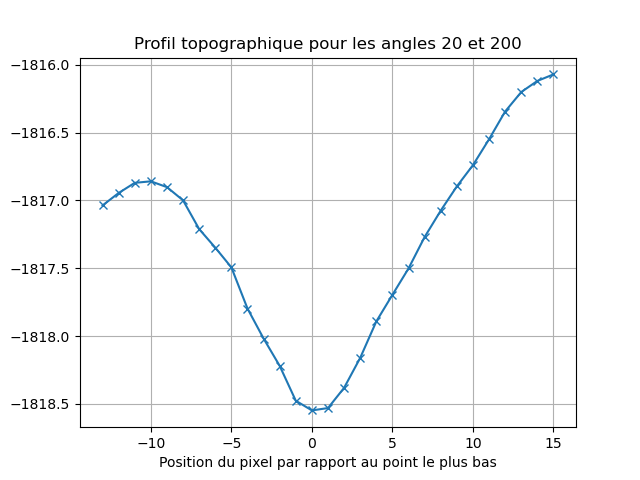 Profil topographique pour les angles 20 et 200
−1816.0
−1816.5
−1817.0
−1817.5
−1818.0
−1818.5
−10 −5 0 5 10 15
Position du pixel par rapport au point le plus bas